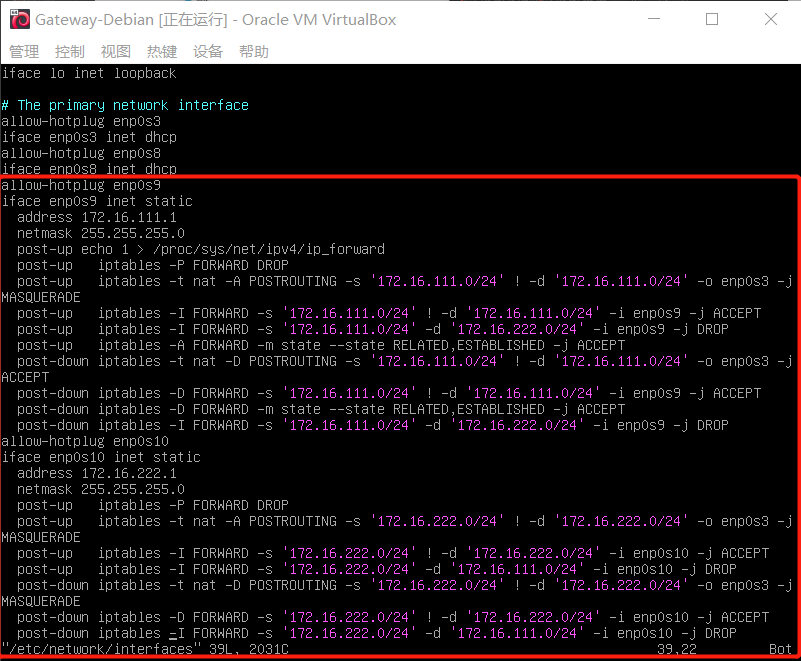 Gateway-Debian [正在运行] - Oracle VM VirtualBox
管理 控制 视图 热键 设备 帮助
iface lo inet loopback
# The primary network interface
allow-hotplug enp0s3
iface enp0s3 inet dhcp
allow-hotplug enp0s8
iface enp0s8 inet dhcp
allow-hotplug enp0s9
iface enp0s9 inet static
  address 172.16.111.1
  netmask 255.255.255.0
  post-up echo 1 > /proc/sys/net/ipv4/ip_forward
  post-up   iptables -P FORWARD DROP
  post-up   iptables -t nat -A POSTROUTING -s '172.16.111.0/24' ! -d '172.16.111.0/24' -o enp0s3 -j
MASQUERADE
  post-up   iptables -I FORWARD -s '172.16.111.0/24' ! -d '172.16.111.0/24' -i enp0s9 -j ACCEPT
  post-up   iptables -I FORWARD -s '172.16.111.0/24' -d '172.16.222.0/24' -i enp0s9 -j DROP
  post-up   iptables -A FORWARD -m state --state RELATED,ESTABLISHED -j ACCEPT
  post-down iptables -t nat -D POSTROUTING -s '172.16.111.0/24' ! -d '172.16.111.0/24' -o enp0s3 -j
ACCEPT
  post-down iptables -D FORWARD -s '172.16.111.0/24' ! -d '172.16.111.0/24' -i enp0s9 -j ACCEPT
  post-down iptables -D FORWARD -m state --state RELATED,ESTABLISHED -j ACCEPT
  post-down iptables -I FORWARD -s '172.16.111.0/24' -d '172.16.222.0/24' -i enp0s9 -j DROP
allow-hotplug enp0s10
iface enp0s10 inet static
  address 172.16.222.1
  netmask 255.255.255.0
  post-up   iptables -P FORWARD DROP
  post-up   iptables -t nat -A POSTROUTING -s '172.16.222.0/24' ! -d '172.16.222.0/24' -o enp0s3 -j
MASQUERADE
  post-up   iptables -I FORWARD -s '172.16.222.0/24' ! -d '172.16.222.0/24' -i enp0s10 -j ACCEPT
  post-up   iptables -I FORWARD -s '172.16.222.0/24' -d '172.16.111.0/24' -i enp0s10 -j DROP
  post-down iptables -t nat -D POSTROUTING -s '172.16.222.0/24' ! -d '172.16.222.0/24' -o enp0s3 -j
MASQUERADE
  post-down iptables -D FORWARD -s '172.16.222.0/24' ! -d '172.16.222.0/24' -i enp0s10 -j ACCEPT
  post-down iptables -I FORWARD -s '172.16.222.0/24' -d '172.16.111.0/24' -i enp0s10 -j DROP
"/etc/network/interfaces" 39L, 2031C 39,22 Bot